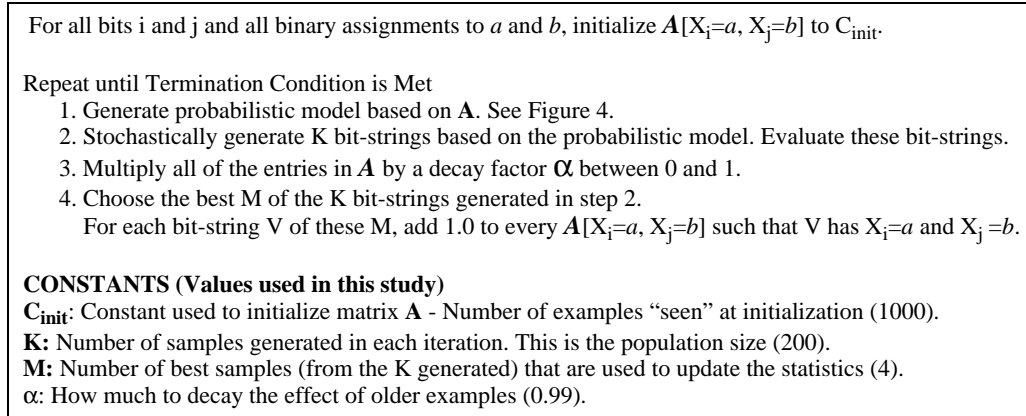 For all bits i and j and all binary assignments to a and b, initialize A[Xi=a, Xj=b] to Cinit.
Repeat until Termination Condition is Met
1. Generate probabilistic model based on A. See Figure 4.
2. Stochastically generate K bit-strings based on the probabilistic model. Evaluate these bit-strings.
3. Multiply all of the entries in A by a decay factor α between 0 and 1.
4. Choose the best M of the K bit-strings generated in step 2.
For each bit-string V of these M, add 1.0 to every A[Xi=a, Xj=b] such that V has Xi=a and Xj =b.
CONSTANTS (Values used in this study)
Cinit: Constant used to initialize matrix A - Number of examples “seen” at initialization (1000).
K: Number of samples generated in each iteration. This is the population size (200).
M: Number of best samples (from the K generated) that are used to update the statistics (4).
α: How much to decay the effect of older examples (0.99).